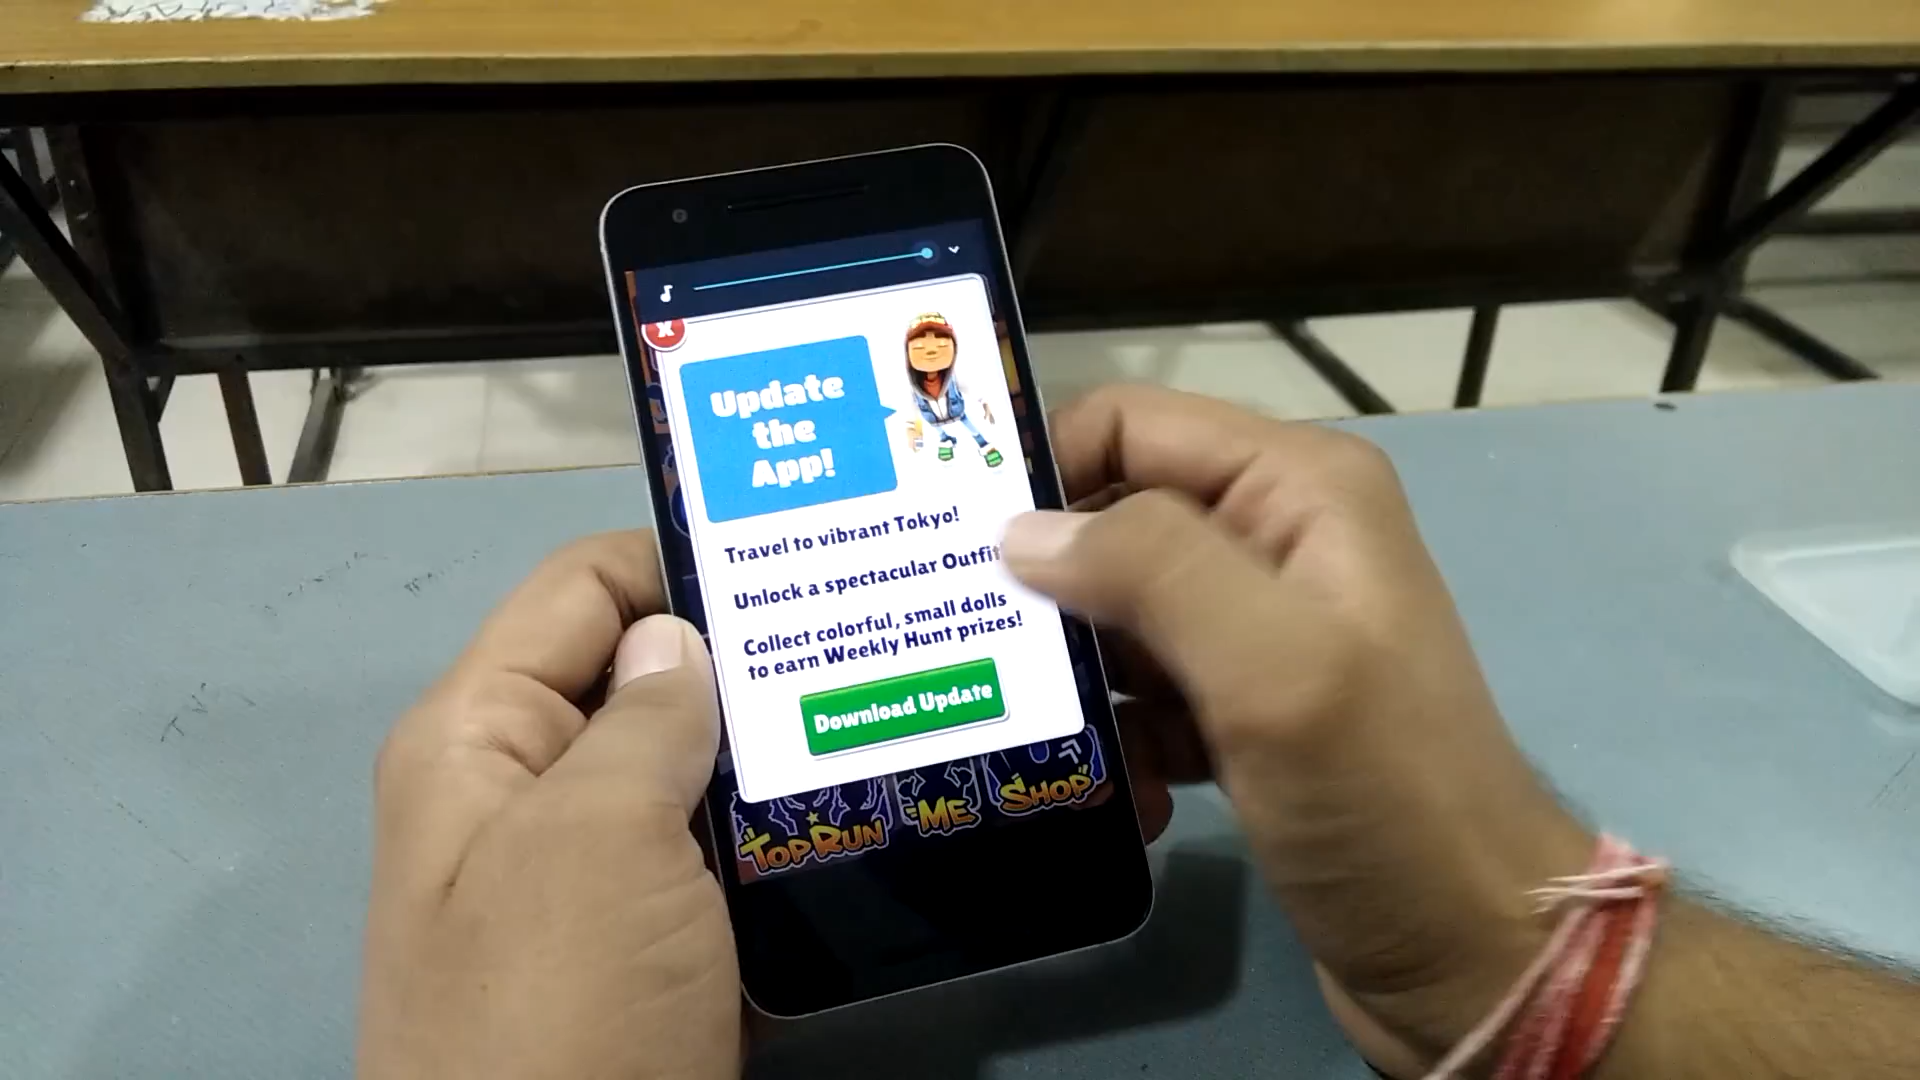 x
Update
the
App!
Travel to vibrant Tokyo!
Unlock a spectacular Outfit
Collect colorful, small dolls
to earn Weekly Hunt prizes!
Download Update
TOP RUN
ME
SHOP